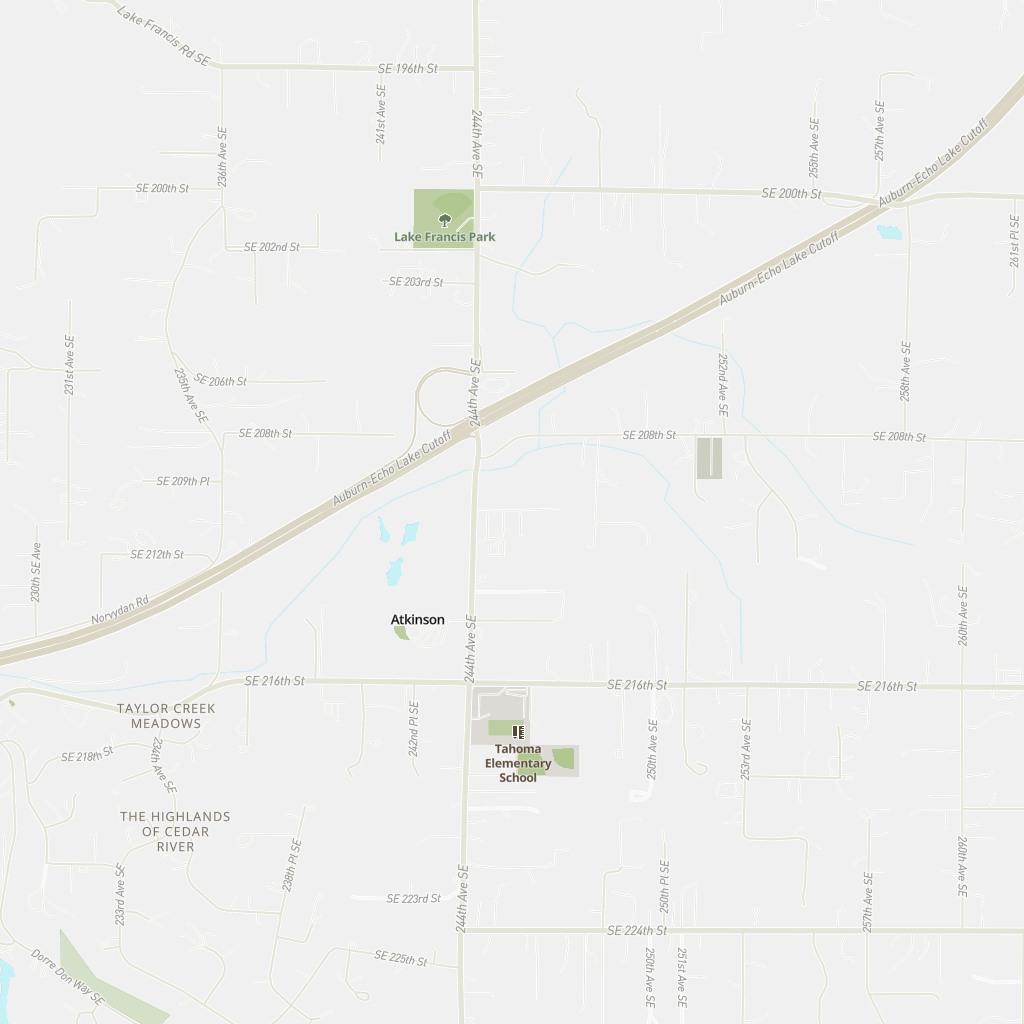 Lake Francis Rd SE
SE 196th St
241st Ave SE
236th Ave SE
244th Ave SE
255th Ave SE
257th Ave SE
Auburn-Echo Lake Cutoff
SE 200th St
SE 200th St
Lake Francis Park
SE 202nd St
261st Pl SE
Auburn-Echo Lake Cutoff
SE 203rd St
231st Ave SE
235th Ave SE
SE 206th St
244th Ave SE
252nd Ave SE
258th Ave SE
SE 208th St
SE 208th St
SE 208th St
Auburn-Echo Lake Cutoff
SE 209th Pl
230th SE Ave
SE 212th St
Norvydan Rd
Atkinson
244th Ave SE
260th Ave SE
SE 216th St
SE 216th St
SE 216th St
TAYLOR CREEK
MEADOWS
234th Ave SE
SE 218th St
242nd Pl SE
Tahoma
Elementary
School
250th Ave SE
253rd Ave SE
THE HIGHLANDS
OF CEDAR
RIVER
238th Pl SE
233rd Ave SE
SE 223rd St
244th Ave SE
250th Pl SE
257th Ave SE
260th Ave SE
SE 224th St
SE 225th St
250th Ave SE
251st Ave SE
Dorre Don Way SE